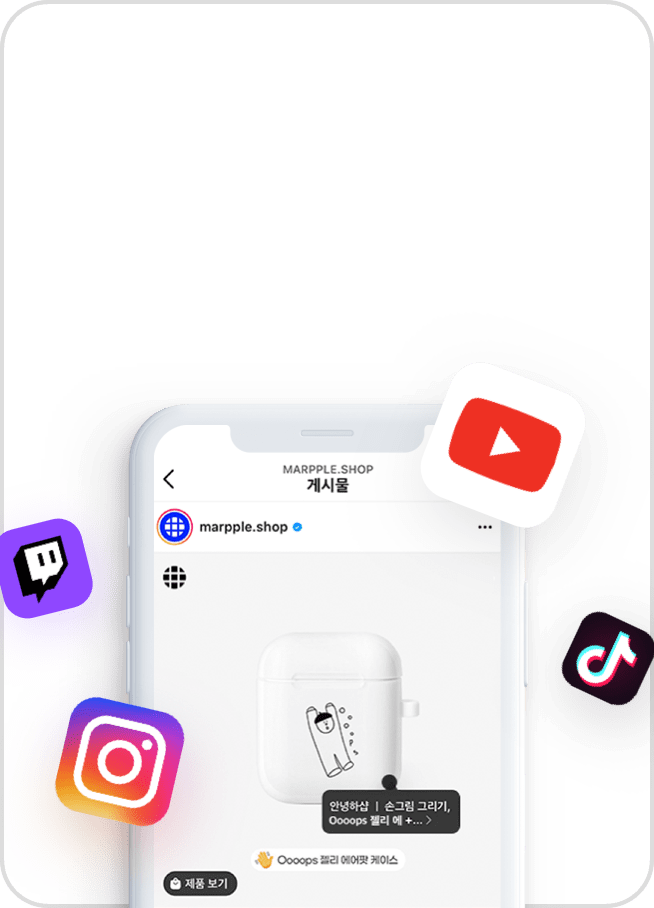 MARPPLE.SHOP
게시물
marpple.shop
안녕하샵 | 손그림 그리기,
Oooops 젤리 에 +... >
👋 Oooops 젤리 에어팟 케이스
제품 보기